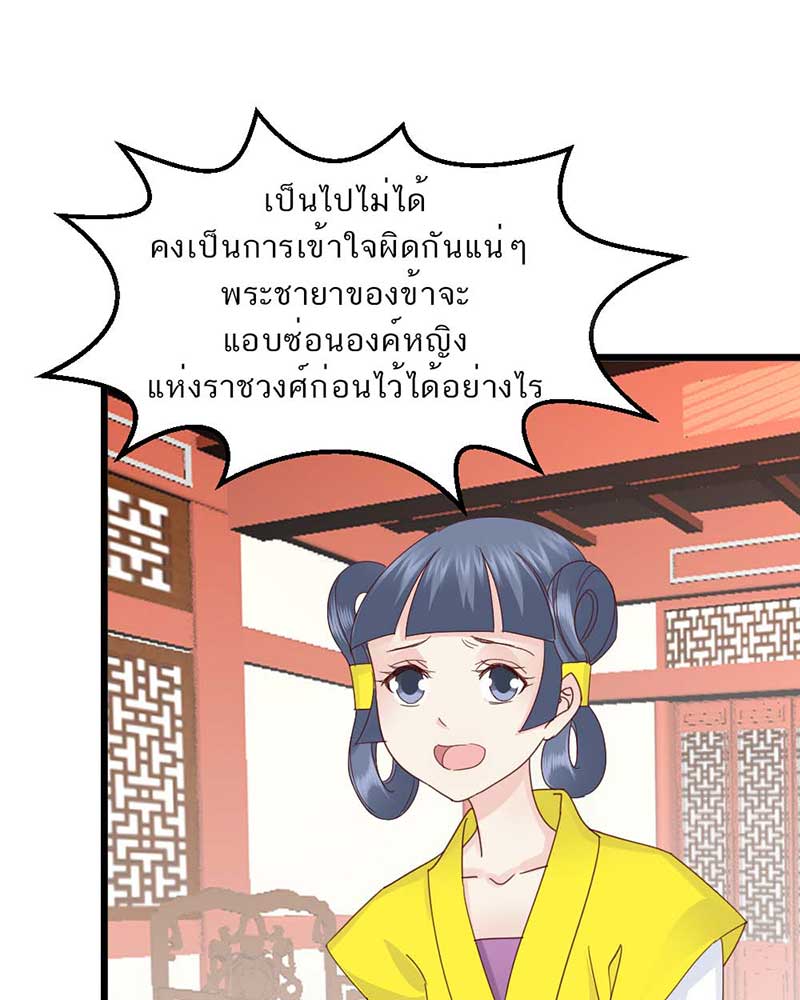 เป็นไปไม่ได้
คงเป็นการเข้าใจผิดกันแน่ๆ
พระชายาของข้าจะ
แอบซ่อนองค์หญิง
แห่งราชวงศ์ก่อนไว้ได้อย่างไร